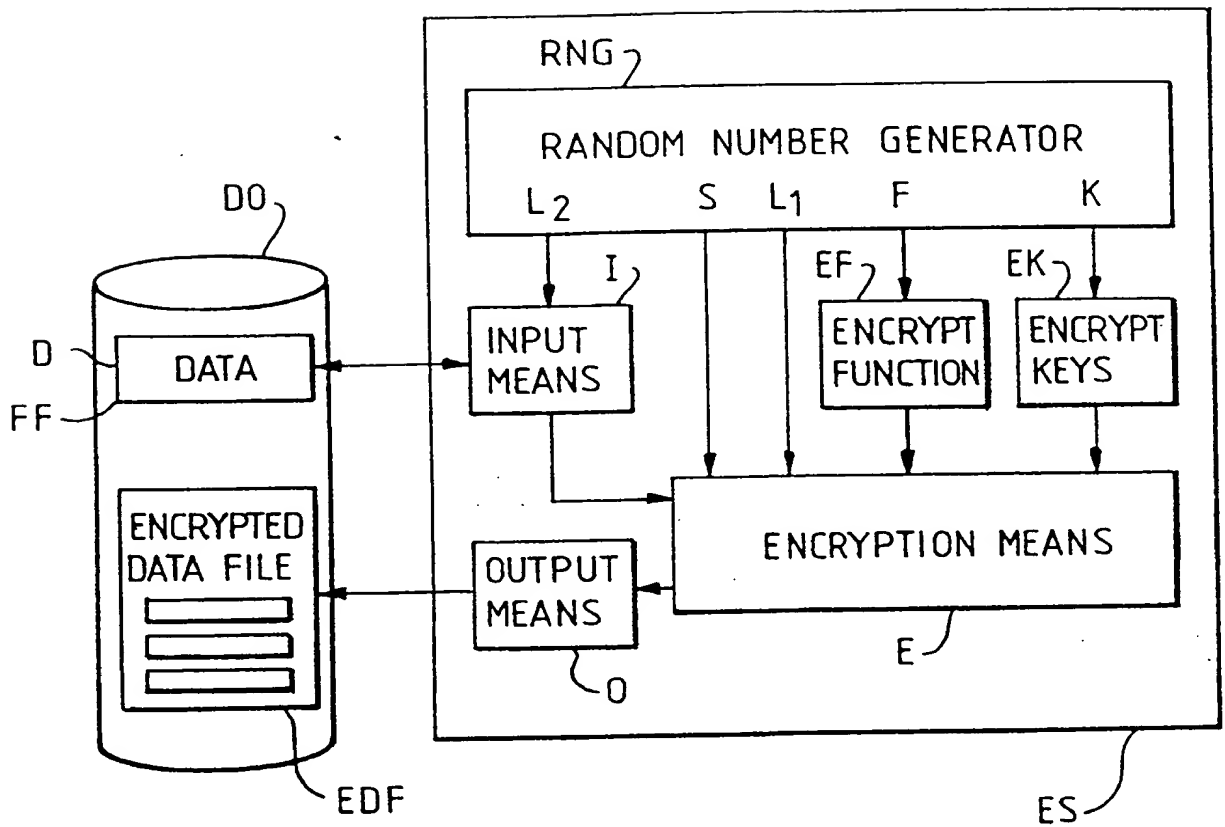 RNG
RANDOM NUMBER GENERATOR
L2 S L1 F K
DO
I
EF
EK
INPUT
MEANS
ENCRYPT
FUNCTION
ENCRYPT
KEYS
D
DATA
FF
ENCRYPTED
DATA FILE
OUTPUT
MEANS
ENCRYPTION MEANS
E
O
EDF
ES